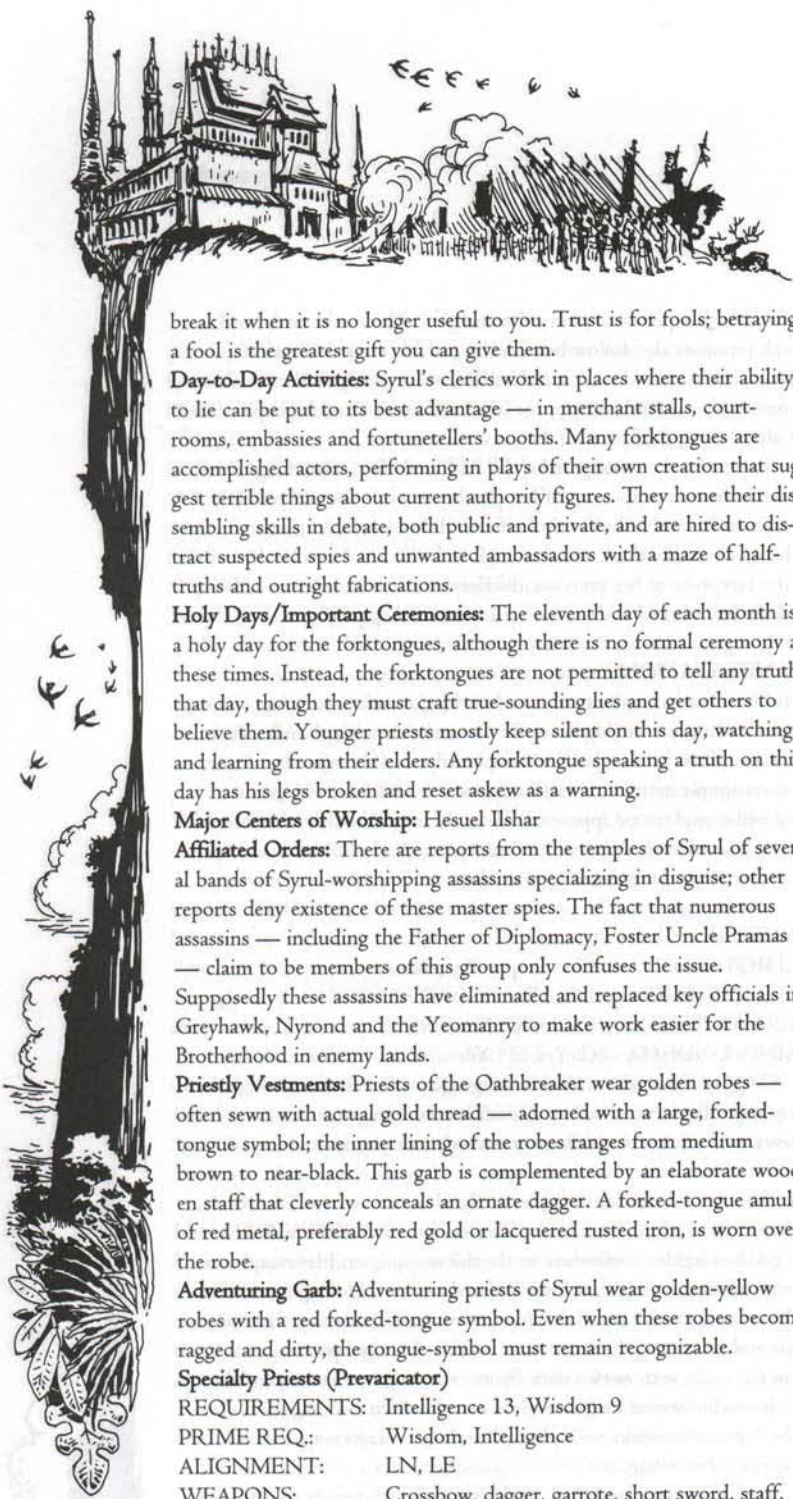 break it when it is no longer useful to you. Trust is for fools; betraying
a fool is the greatest gift you can give them.
Day-to-Day Activities: Syrul's clerics work in places where their ability
to lie can be put to its best advantage — in merchant stalls, court-
rooms, embassies and fortunetellers' booths. Many forktongues are
accomplished actors, performing in plays of their own creation that sug
gest terrible things about current authority figures. They hone their dis
sembling skills in debate, both public and private, and are hired to dis-
tract suspected spies and unwanted ambassadors with a maze of half-
truths and outright fabrications.
Holy Days/Important Ceremonies: The eleventh day of each month is
a holy day for the forktongues, although there is no formal ceremony a
these times. Instead, the forktongues are not permitted to tell any truth
that day, though they must craft true-sounding lies and get others to
believe them. Younger priests mostly keep silent on this day, watching
and learning from their elders. Any forktongue speaking a truth on thi
day has his legs broken and reset askew as a warning.
Major Centers of Worship: Hesuel Ilshar
Affiliated Orders: There are reports from the temples of Syrul of sever
al bands of Syrul-worshipping assassins specializing in disguise; other
reports deny existence of these master spies. The fact that numerous
assassins — including the Father of Diplomacy, Foster Uncle Pramas
— claim to be members of this group only confuses the issue.
Supposedly these assassins have eliminated and replaced key officials i
Greyhawk, Nyrond and the Yeomanry to make work easier for the
Brotherhood in enemy lands.
Priestly Vestments: Priests of the Oathbreaker wear golden robes —
often sewn with actual gold thread — adorned with a large, forked-
tongue symbol; the inner lining of the robes ranges from medium
brown to near-black. This garb is complemented by an elaborate wood
en staff that cleverly conceals an ornate dagger. A forked-tongue amul
of red metal, preferably red gold or lacquered rusted iron, is worn ove
the robe.
Adventuring Garb: Adventuring priests of Syrul wear golden-yellow
robes with a red forked-tongue symbol. Even when these robes becom
ragged and dirty, the tongue-symbol must remain recognizable.
Specialty Priests (Prevaricator)
REQUIREMENTS: Intelligence 13, Wisdom 9
PRIME REQ.: Wisdom, Intelligence
ALIGNMENT: LN, LE
WEAPONS: Crossbow, dagger, garrote, short sword, staff,